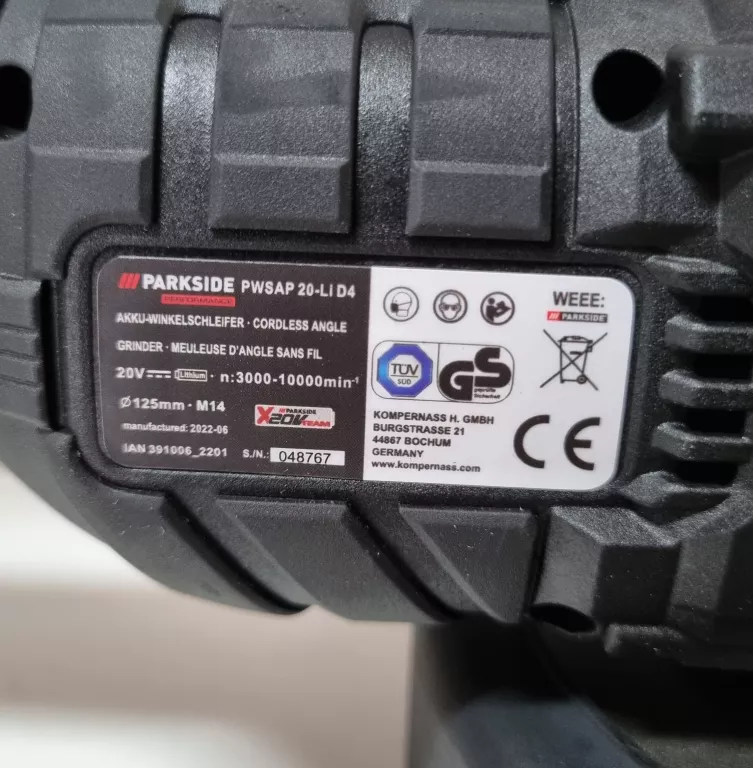 PARKSIDE PWSAP 20-Li D4
PERFORMANCE
AKKU-WINKELSCHLEIFER · CORDLESS ANGLE
GRINDER · MEULEUSE D'ANGLE SANS FIL
20V Lithium · n:3000-10000min⁻¹
Ø125mm · M14
PARKSIDE
X20V TEAM
manufactured: 2022-06
IAN 391006_2201 S./N.: 048767
WEEE:
PARKSIDE
TÜV
SÜD
GS
geprüfte
Sicherheit
KOMPERNASS H. GMBH
BURGSTRASSE 21
44867 BOCHUM
GERMANY
www.kompernass.com
CE